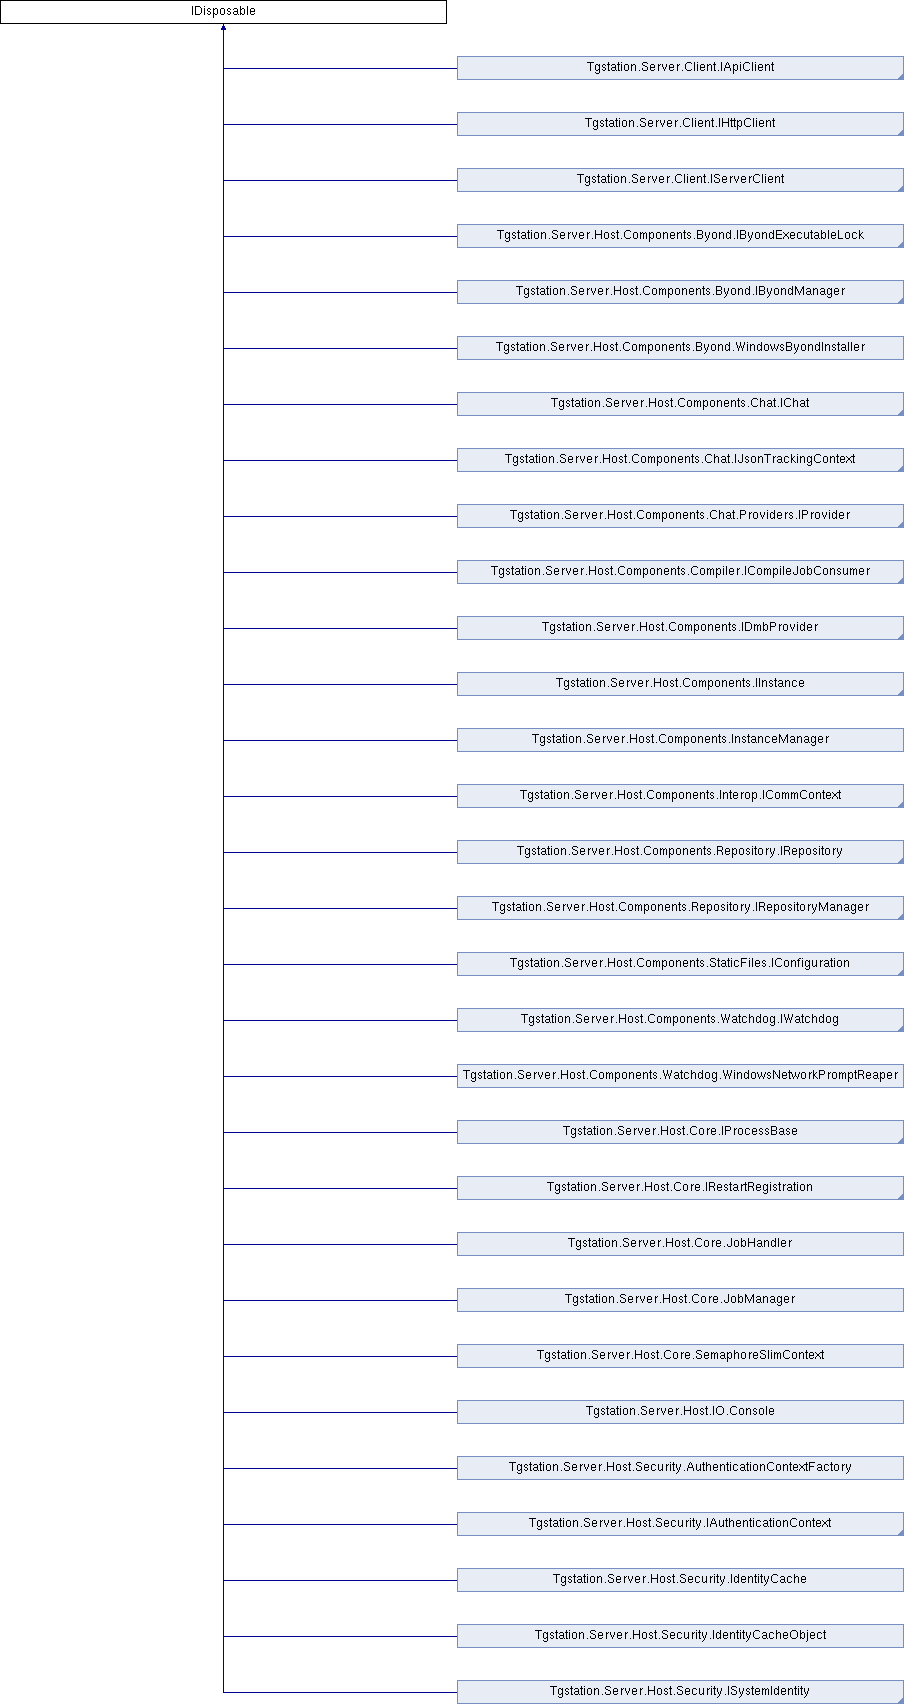 IDisposable
Tgstation.Server.Client.IApiClient
Tgstation.Server.Client.IHttpClient
Tgstation.Server.Client.IServerClient
Tgstation.Server.Host.Components.Byond.IByondExecutableLock
Tgstation.Server.Host.Components.Byond.IByondManager
Tgstation.Server.Host.Components.Byond.WindowsByondInstaller
Tgstation.Server.Host.Components.Chat.IChat
Tgstation.Server.Host.Components.Chat.IJsonTrackingContext
Tgstation.Server.Host.Components.Chat.Providers.IProvider
Tgstation.Server.Host.Components.Compiler.ICompileJobConsumer
Tgstation.Server.Host.Components.IDmbProvider
Tgstation.Server.Host.Components.IInstance
Tgstation.Server.Host.Components.InstanceManager
Tgstation.Server.Host.Components.Interop.ICommContext
Tgstation.Server.Host.Components.Repository.IRepository
Tgstation.Server.Host.Components.Repository.IRepositoryManager
Tgstation.Server.Host.Components.StaticFiles.IConfiguration
Tgstation.Server.Host.Components.Watchdog.IWatchdog
Tgstation.Server.Host.Components.Watchdog.WindowsNetworkPromptReaper
Tgstation.Server.Host.Core.IProcessBase
Tgstation.Server.Host.Core.IRestartRegistration
Tgstation.Server.Host.Core.JobHandler
Tgstation.Server.Host.Core.JobManager
Tgstation.Server.Host.Core.SemaphoreSlimContext
Tgstation.Server.Host.IO.Console
Tgstation.Server.Host.Security.AuthenticationContextFactory
Tgstation.Server.Host.Security.IAuthenticationContext
Tgstation.Server.Host.Security.IdentityCache
Tgstation.Server.Host.Security.IdentityCacheObject
Tgstation.Server.Host.Security.ISystemIdentity